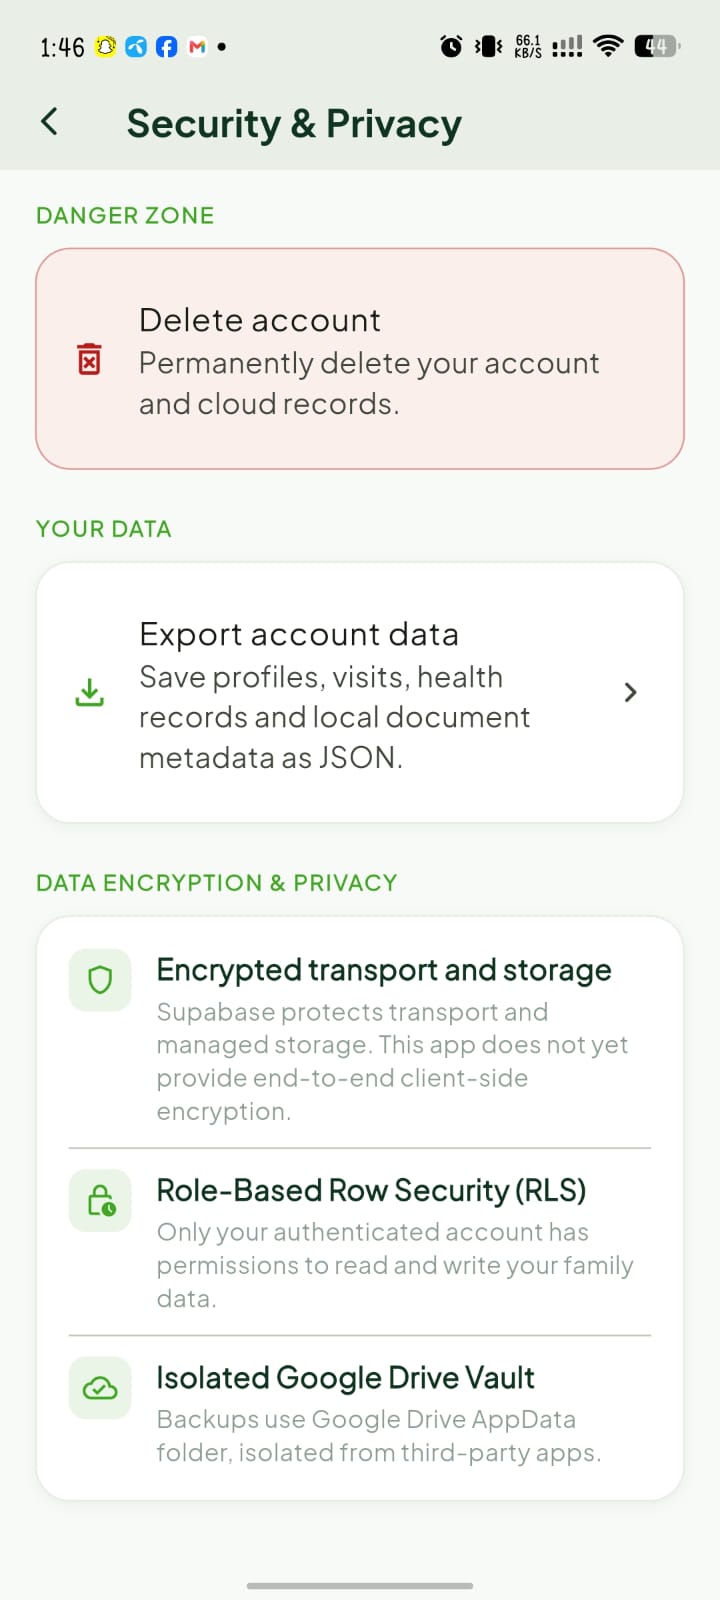 1:46
66.1
KB/S
44
Security & Privacy
DANGER ZONE
Delete account
Permanently delete your account
and cloud records.
YOUR DATA
Export account data
Save profiles, visits, health
records and local document
metadata as JSON.
DATA ENCRYPTION & PRIVACY
Encrypted transport and storage
Supabase protects transport and
managed storage. This app does not yet
provide end-to-end client-side
encryption.
Role-Based Row Security (RLS)
Only your authenticated account has
permissions to read and write your family
data.
Isolated Google Drive Vault
Backups use Google Drive AppData
folder, isolated from third-party apps.